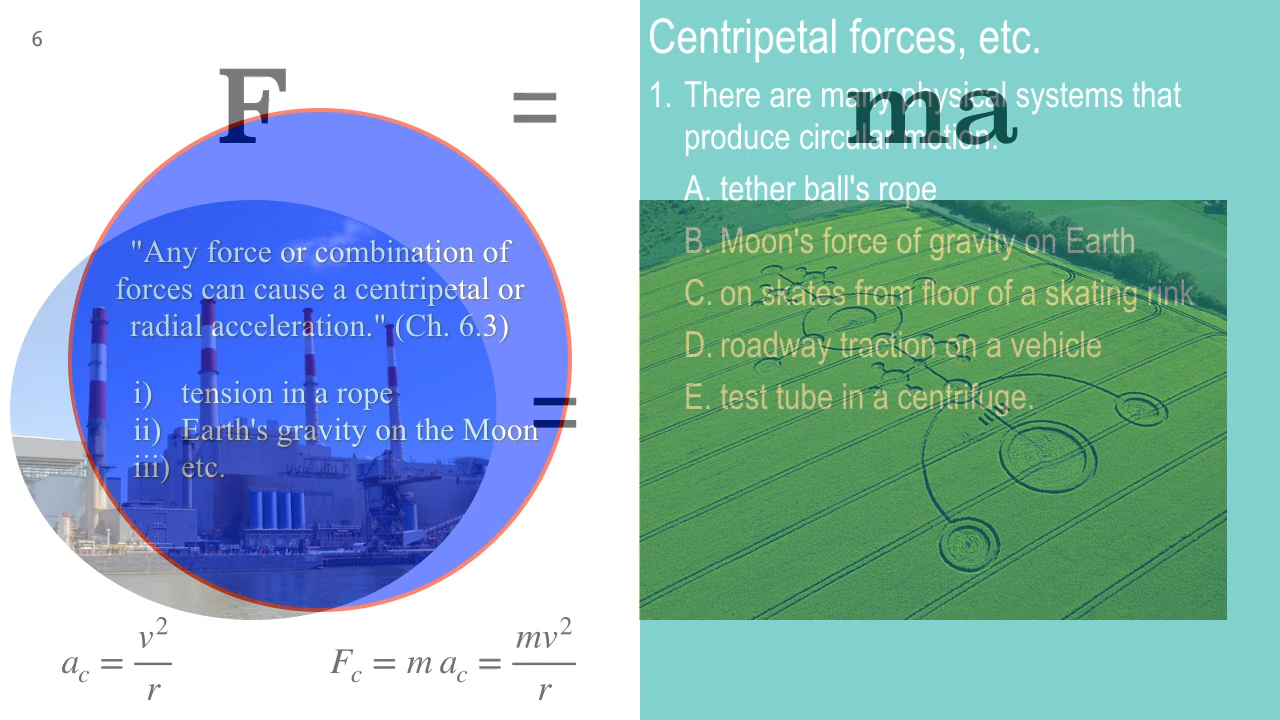 6
F = ma
"Any force or combination of
forces can cause a centripetal or
radial acceleration." (Ch. 6.3)
i) tension in a rope
ii) Earth's gravity on the Moon
iii) etc.
=
a_c = v²/r
F_c = m a_c = mv²/r
Centripetal forces, etc.
1. There are many physical systems that
produce circular motion:
A. tether ball's rope
B. Moon's force of gravity on Earth
C. on skates from floor of a skating rink
D. roadway traction on a vehicle
E. test tube in a centrifuge.